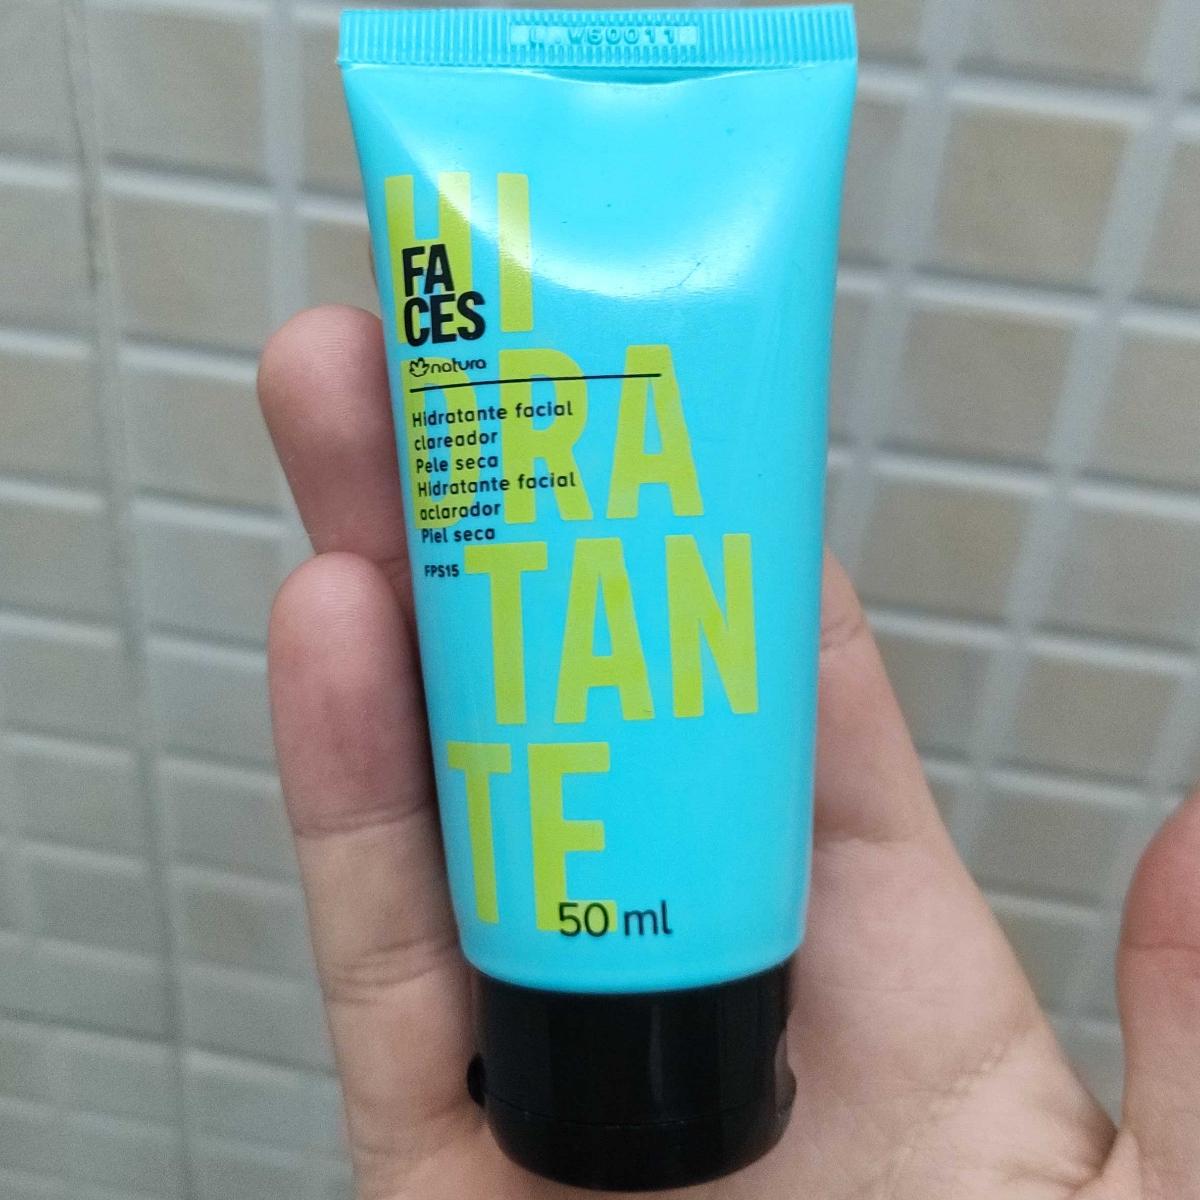 HI
DRA
TAN
TE
FA
CES
natura
Hidratante facial
clareador
Pele seca
Hidratante facial
aclarador
Piel seca
FPS15
50 ml